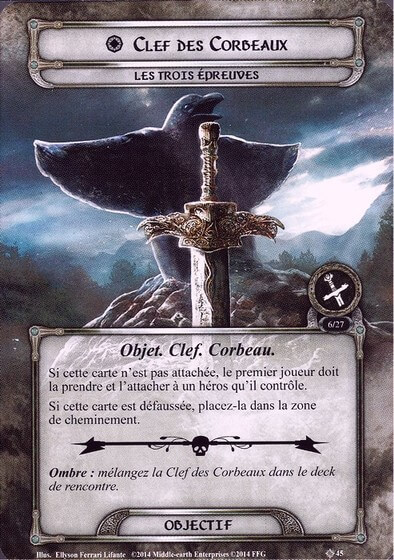 Clef des Corbeaux
Les Trois Épreuves
6/27
Objet. Clef. Corbeau.
Si cette carte n'est pas attachée, le premier joueur doit
la prendre et l'attacher à un héros qu'il contrôle.
Si cette carte est défaussée, placez-la dans la zone
de cheminement.
Ombre : mélangez la Clef des Corbeaux dans le deck
de rencontre.
OBJECTIF
Illus. Ellyson Ferrari Lifante ©2014 Middle-earth Enterprises ©2014 FFG 45